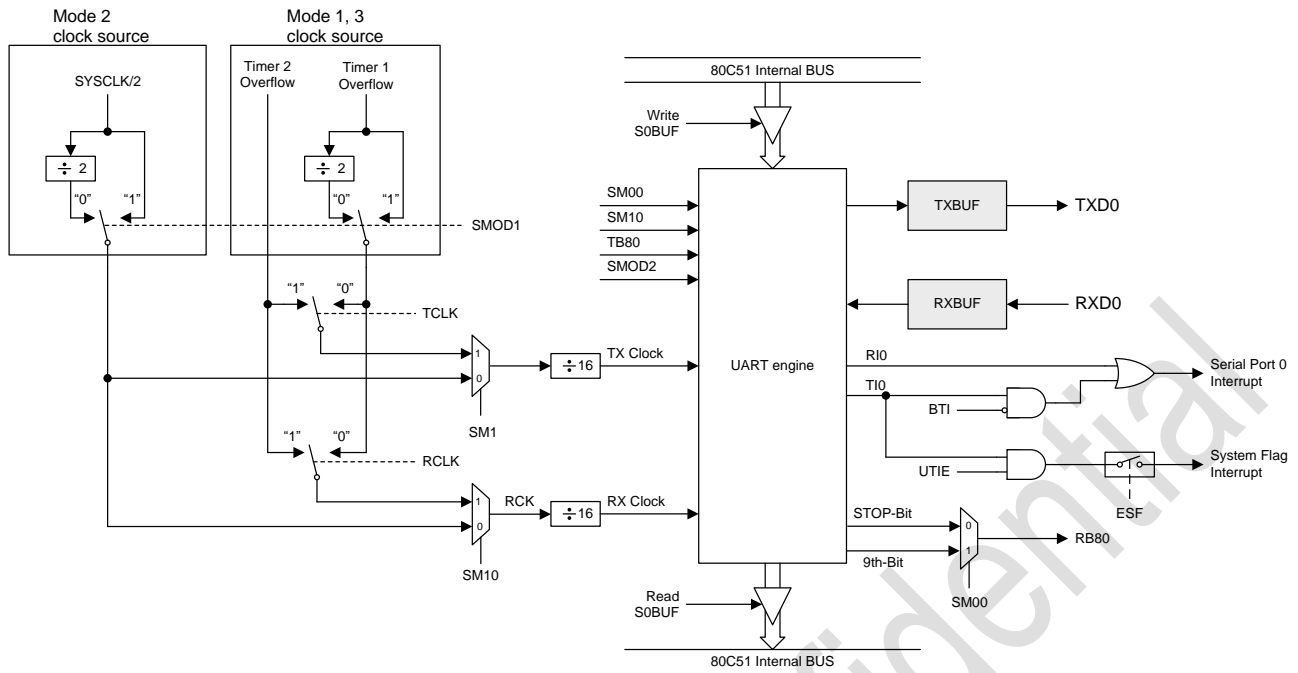 Mode 2
clock source
Mode 1, 3
clock source
SYSCLK/2
Timer 2
Overflow
Timer 1
Overflow
÷ 2
÷ 2
“0”
“1”
“0”
“1”
SMOD1
“1”
“0”
TCLK
1
0
SM1
÷16
TX Clock
“1”
“0”
RCLK
1
0
SM10
RCK
÷16
RX Clock
80C51 Internal BUS
Write
S0BUF
SM00
SM10
TB80
SMOD2
UART engine
TXBUF
TXD0
RXBUF
RXD0
RI0
TI0
BTI
Serial Port 0
Interrupt
UTIE
System Flag
Interrupt
ESF
STOP-Bit
9th-Bit
0
1
SM00
RB80
Read
S0BUF
80C51 Internal BUS
fidential